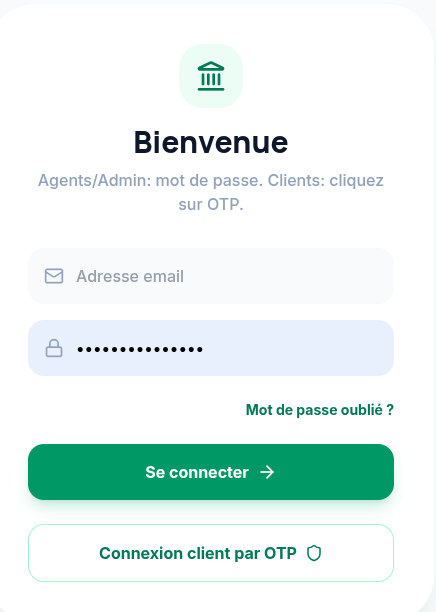 Bienvenue
Agents/Admin: mot de passe. Clients: cliquez
sur OTP.
Adresse email
•••••••••••••••
Mot de passe oublié ?
Se connecter
Connexion client par OTP